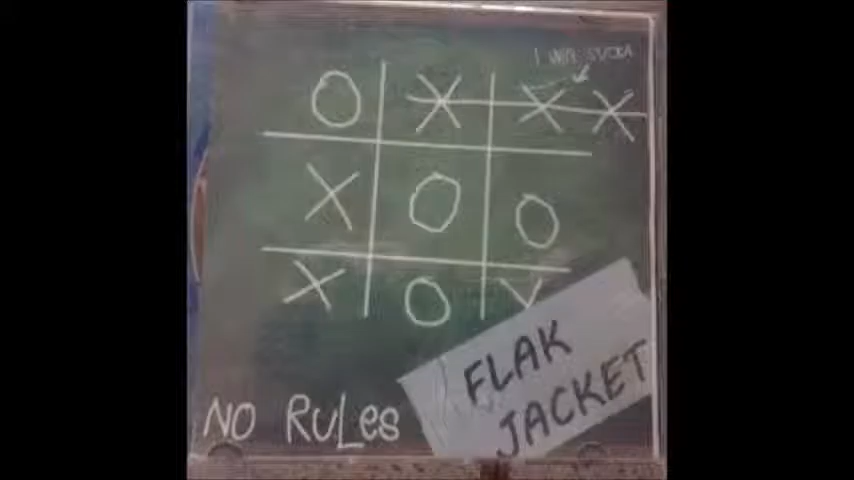 I WIN SUCKA
O X X X
X O O
X O X
NO RULES
FLAK
JACKET